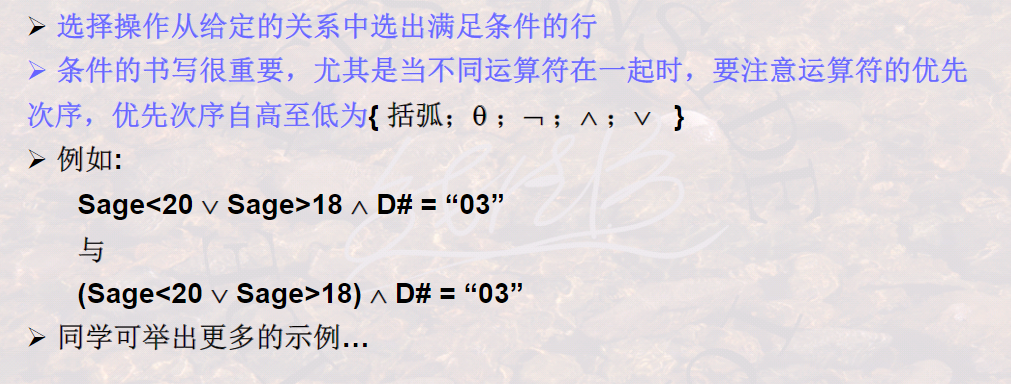 ➢ 选择操作从给定的关系中选出满足条件的行
➢ 条件的书写很重要，尤其是当不同运算符在一起时，要注意运算符的优先
次序，优先次序自高至低为{ 括弧；θ；¬；∧；∨ }
➢ 例如:
Sage<20 ∨ Sage>18 ∧ D# = “03”
与
(Sage<20 ∨ Sage>18) ∧ D# = “03”
➢ 同学可举出更多的示例...